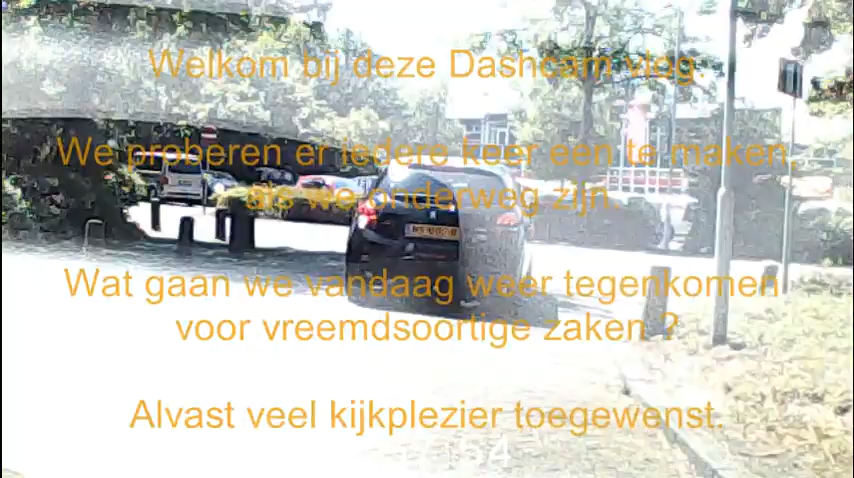 Welkom bij deze Dashcam vlog.
We proberen er iedere keer een te maken,
als we onderweg zijn.
Wat gaan we vandaag weer tegenkomen
voor vreemdsoortige zaken ?
Alvast veel kijkplezier toegewenst.